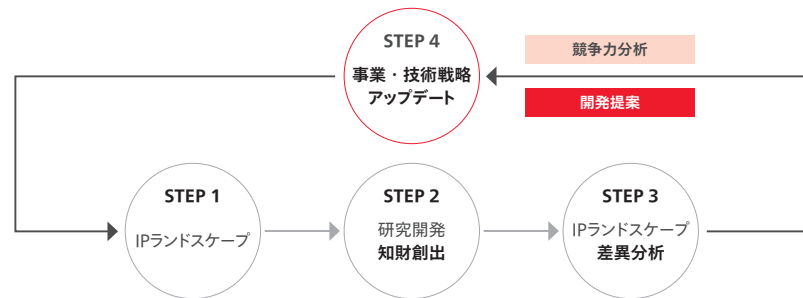 STEP 4
事業・技術戦略
アップデート
競争力分析
開発提案
STEP 1
IPランドスケープ
STEP 2
研究開発
知財創出
STEP 3
IPランドスケープ
差異分析